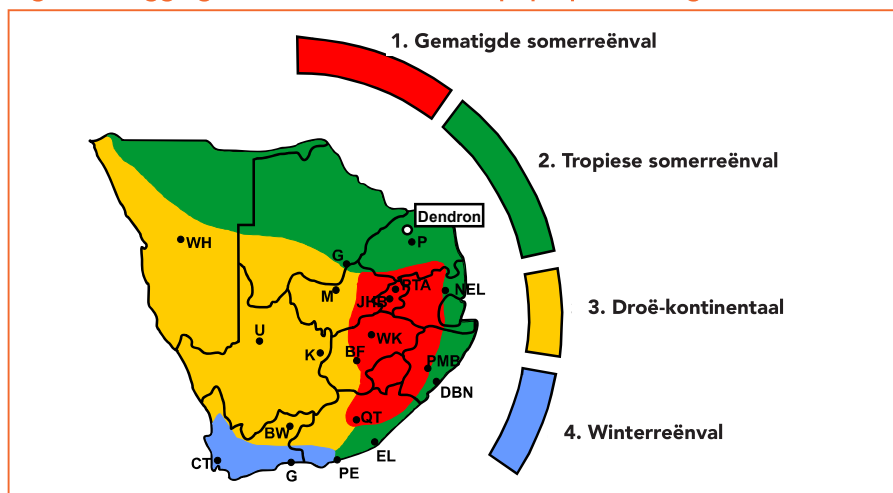 1. Gematigde somerreënval
2. Tropiese somerreënval
Dendron
P
WH
G
PTA
M
JHB
NEL
3. Droë-kontinentaal
U
WK
K
BF
PMB
DBN
QT
BW
4. Winterreënval
EL
CT
G
PE